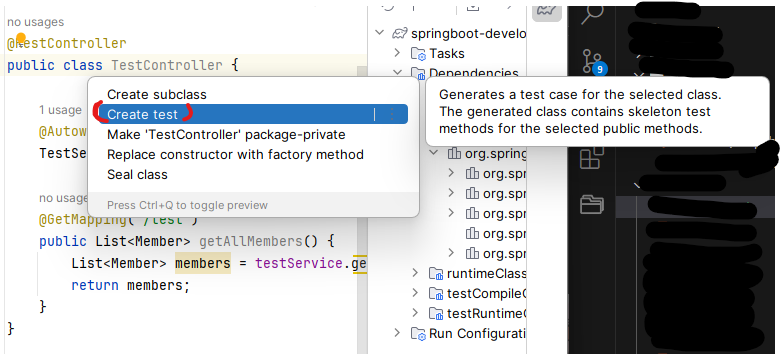 no usages
@RestController
public class TestController {
Create subclass
Create test
Make 'TestController' package-private
Replace constructor with factory method
Seal class
Press Ctrl+Q to toggle preview
1 usage
@Autow
TestSe
no usag
@GetMapping("/test")
public List<Member> getAllMembers() {
List<Member> members = testService.ge
return members;
}
}
springboot-develo
Tasks
Dependencies
Generates a test case for the selected class.
The generated class contains skeleton test
methods for the selected public methods.
org.spring
org.spr
org.spr
org.spr
org.spr
runtimeClass
testCompileC
testRuntimeC
Run Configurati
9